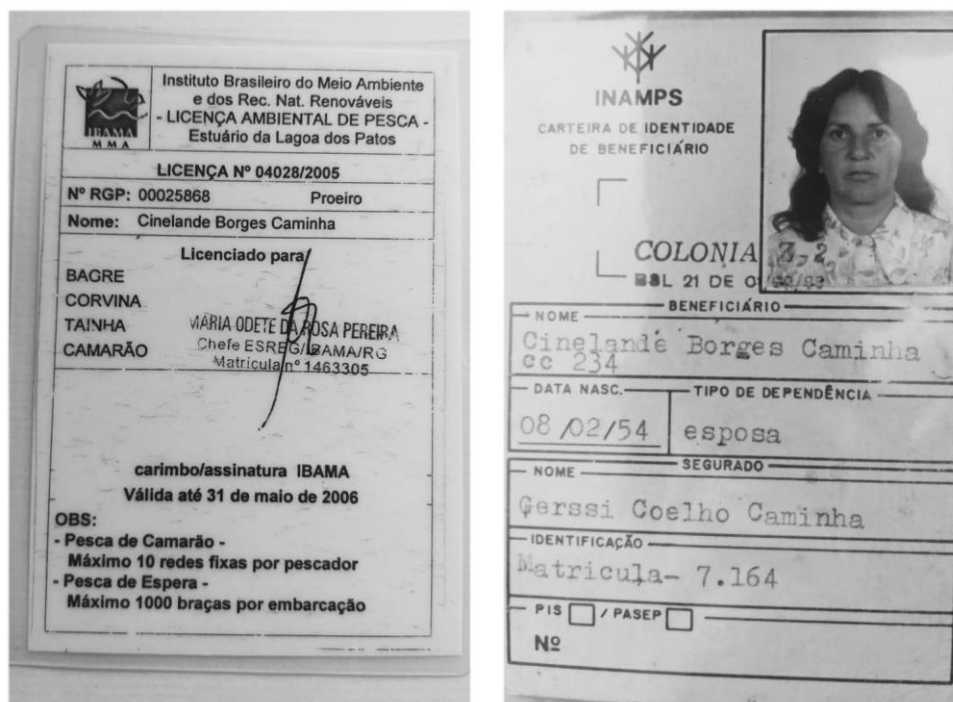 IBAMA
M M A
Instituto Brasileiro do Meio Ambiente
e dos Rec. Nat. Renováveis
- LICENÇA AMBIENTAL DE PESCA -
Estuário da Lagoa dos Patos
LICENÇA Nº 04028/2005
Nº RGP: 00025868 Proeiro
Nome: Cinelande Borges Caminha
Licenciado para
BAGRE
CORVINA
TAINHA
CAMARÃO
MARIA ODETE DA ROSA PEREIRA
Chefe ESREG/IBAMA/RG
Matrícula nº 1463305
carimbo/assinatura IBAMA
Válida até 31 de maio de 2006
OBS:
- Pesca de Camarão -
Máximo 10 redes fixas por pescador
- Pesca de Espera -
Máximo 1000 braças por embarcação
INAMPS
CARTEIRA DE IDENTIDADE
DE BENEFICIÁRIO
COLONIA Z-2
21 DE
BENEFICIÁRIO
NOME
Cinelande Borges Caminha
cc 234
DATA NASC. TIPO DE DEPENDÊNCIA
08/02/54 esposa
SEGURADO
NOME
Gerssi Coelho Caminha
IDENTIFICAÇÃO
Matricula- 7.164
PIS / PASEP
Nº